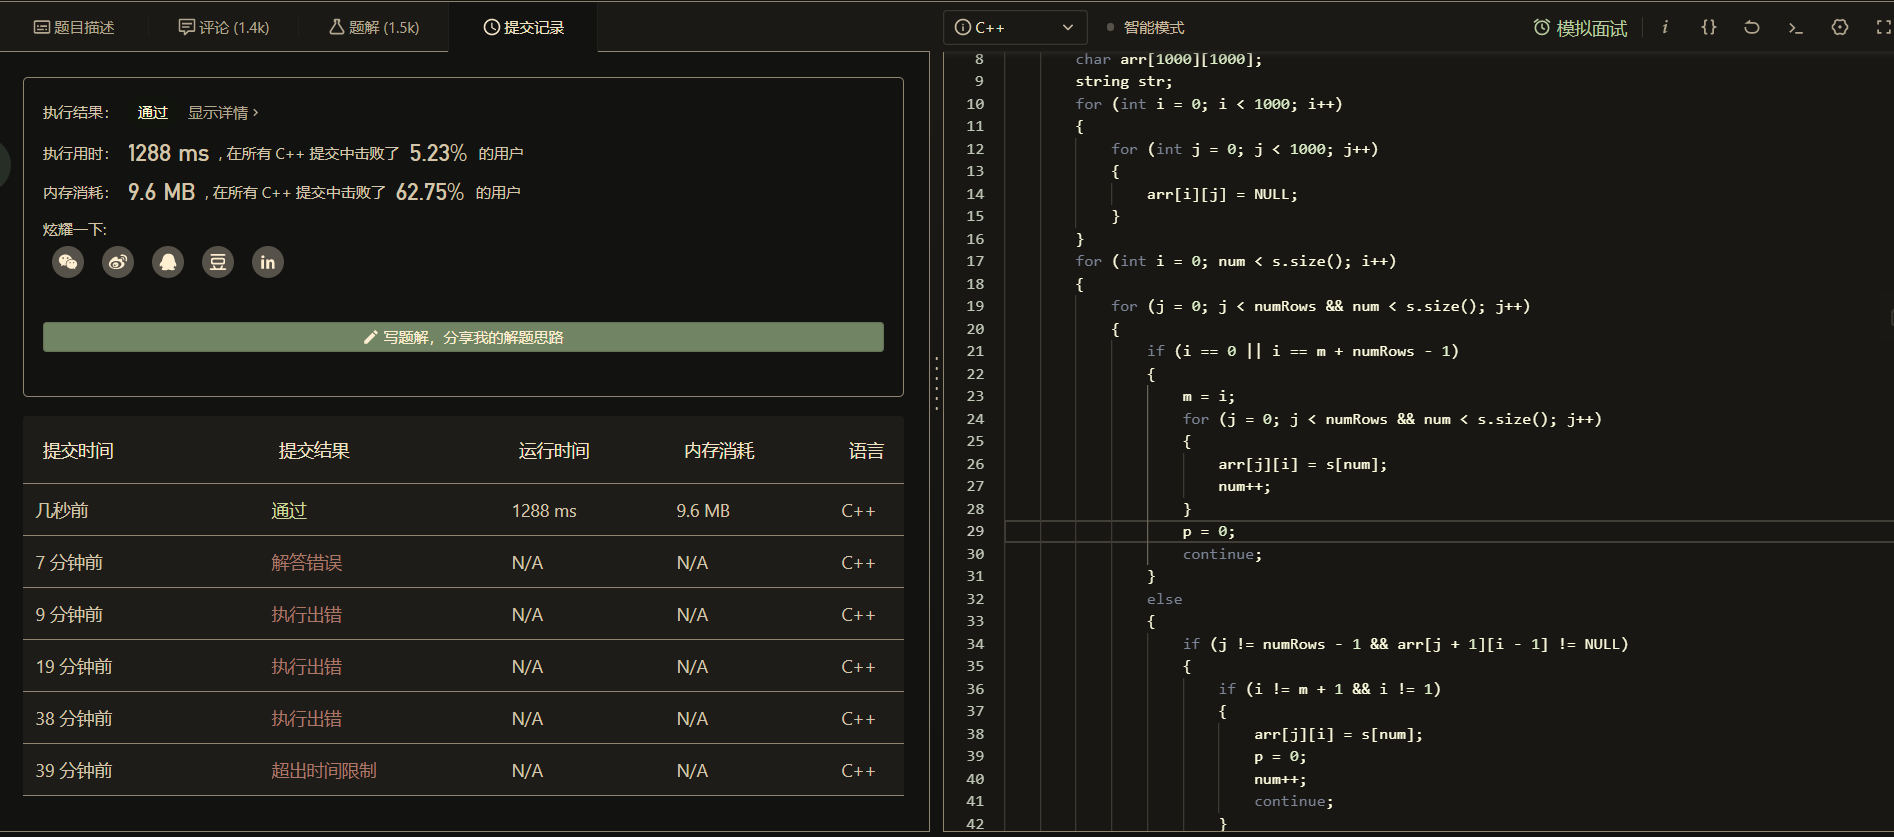 题目描述
评论 (1.4k)
题解 (1.5k)
提交记录
执行结果：
通过
显示详情 >
执行用时： 1288 ms , 在所有 C++ 提交中击败了 5.23% 的用户
内存消耗： 9.6 MB , 在所有 C++ 提交中击败了 62.75% 的用户
炫耀一下:
豆
in
写题解，分享我的解题思路
提交时间 提交结果 运行时间 内存消耗 语言
几秒前 通过 1288 ms 9.6 MB C++
7 分钟前 解答错误 N/A N/A C++
9 分钟前 执行出错 N/A N/A C++
19 分钟前 执行出错 N/A N/A C++
38 分钟前 执行出错 N/A N/A C++
39 分钟前 超出时间限制 N/A N/A C++
C++
智能模式
模拟面试
i {} >_
8 char arr[1000][1000];
9 string str;
10 for (int i = 0; i < 1000; i++)
11 {
12 for (int j = 0; j < 1000; j++)
13 {
14 arr[i][j] = NULL;
15 }
16 }
17 for (int i = 0; num < s.size(); i++)
18 {
19 for (j = 0; j < numRows && num < s.size(); j++)
20 {
21 if (i == 0 || i == m + numRows - 1)
22 {
23 m = i;
24 for (j = 0; j < numRows && num < s.size(); j++)
25 {
26 arr[j][i] = s[num];
27 num++;
28 }
29 p = 0;
30 continue;
31 }
32 else
33 {
34 if (j != numRows - 1 && arr[j + 1][i - 1] != NULL)
35 {
36 if (i != m + 1 && i != 1)
37 {
38 arr[j][i] = s[num];
39 p = 0;
40 num++;
41 continue;
42 }